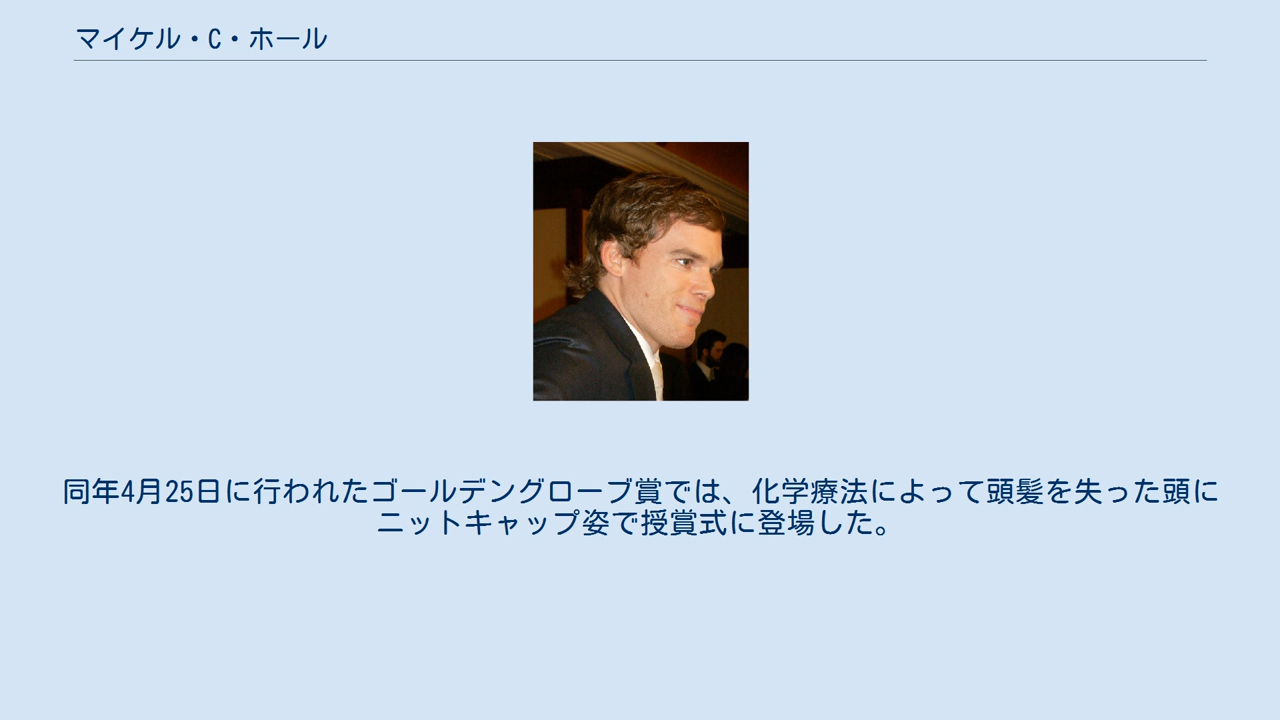 マイケル・C・ホール
同年4月25日に行われたゴールデングローブ賞では、化学療法によって頭髪を失った頭に
ニットキャップ姿で授賞式に登場した。